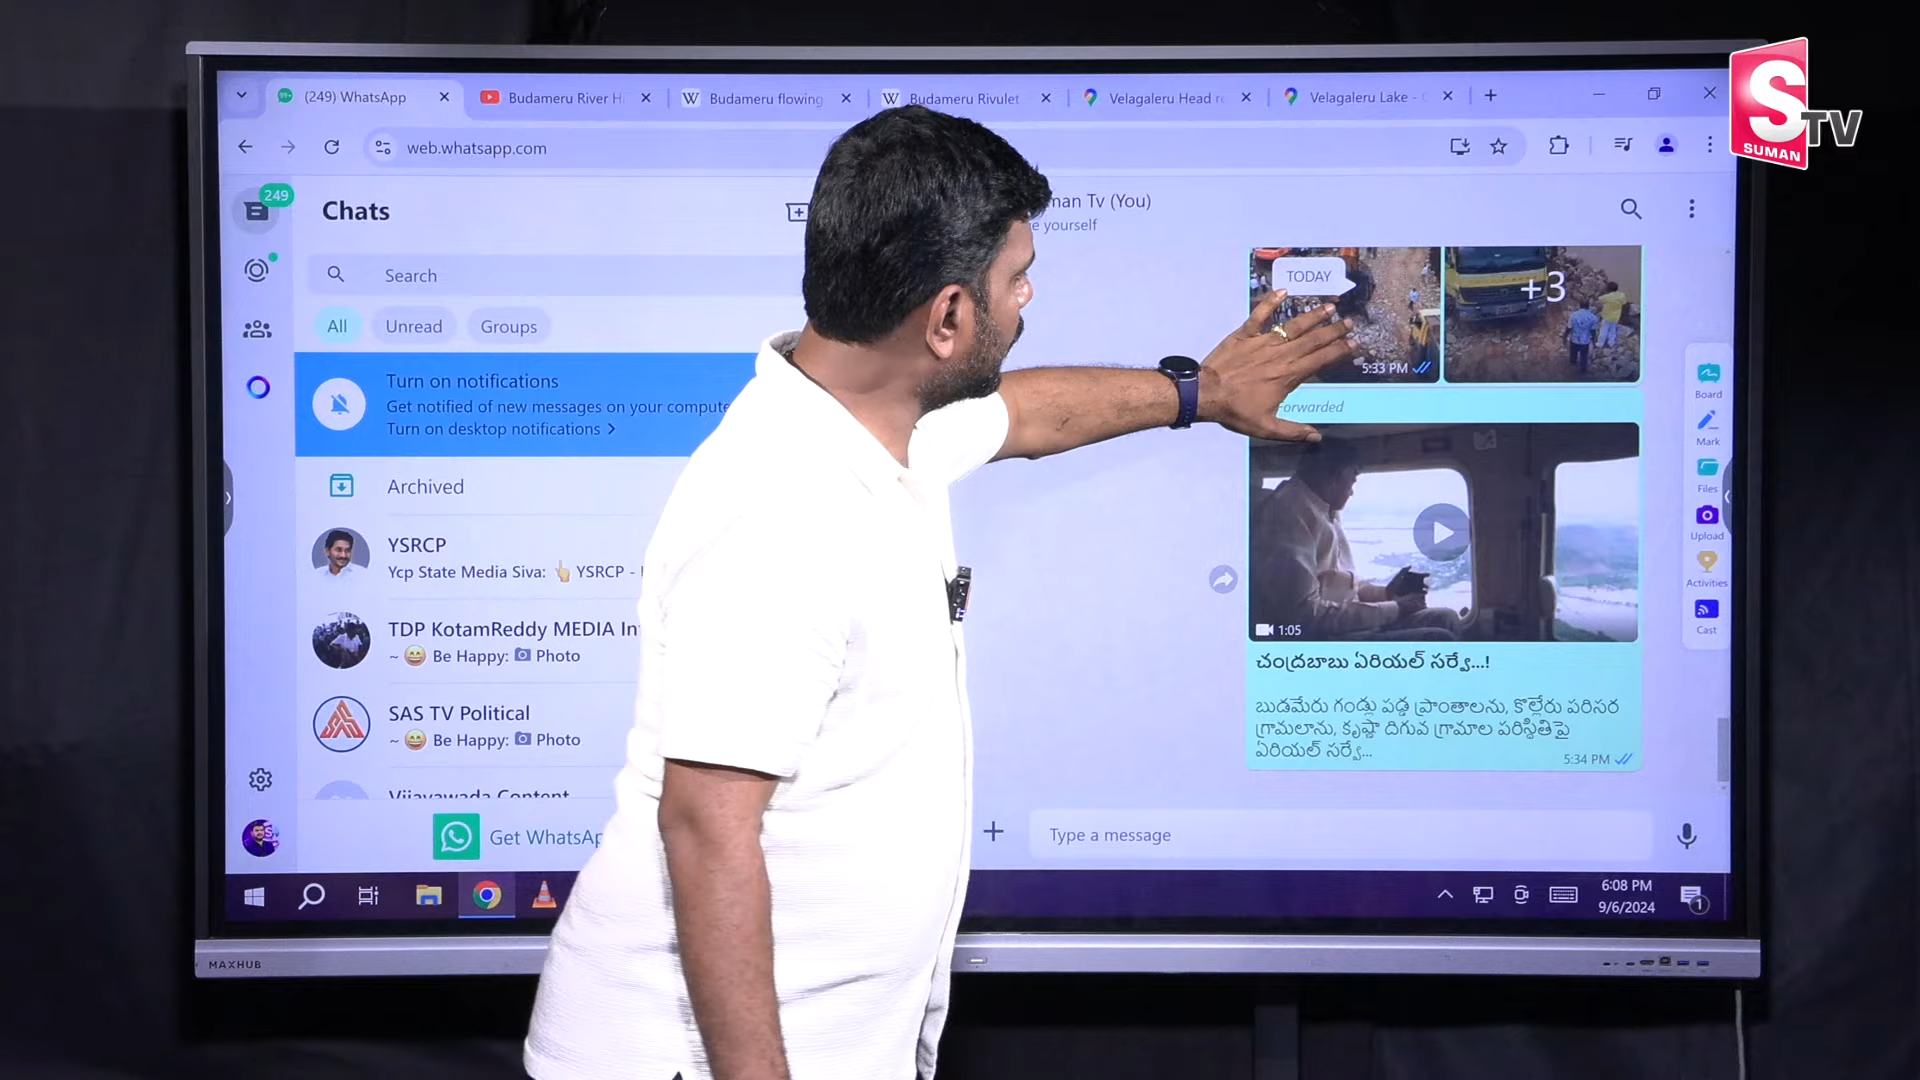 S
TV
SUMAN
(249) WhatsApp
Budameru River H
Budameru flowing
Budameru Rivulet
Velagaleru Head re
Velagaleru Lake -
web.whatsapp.com
249
Chats
man Tv (You)
e yourself
Search
TODAY
+3
All
Unread
Groups
5:33 PM
Turn on notifications
Get notified of new messages on your compute
Turn on desktop notifications >
Forwarded
Board
Mark
Files
Upload
Activities
Cast
Archived
YSRCP
Ycp State Media Siva: 👆 YSRCP -
TDP KotamReddy MEDIA In
~ 😄 Be Happy: Photo
1:05
చంద్రబాబు ఏరియల్ సర్వే...!
SAS TV Political
~ 😄 Be Happy: Photo
బుడమేరు గండ్లు పడ్డ ప్రాంతాలను, కొల్లేరు పరిసర
గ్రామలాను, కృష్ణా దిగువ గ్రామాల పరిస్థితిపై
ఏరియల్ సర్వే...
5:34 PM
Vijayawada Content
Get WhatsAp
Type a message
6:08 PM
9/6/2024
1
MAXHUB